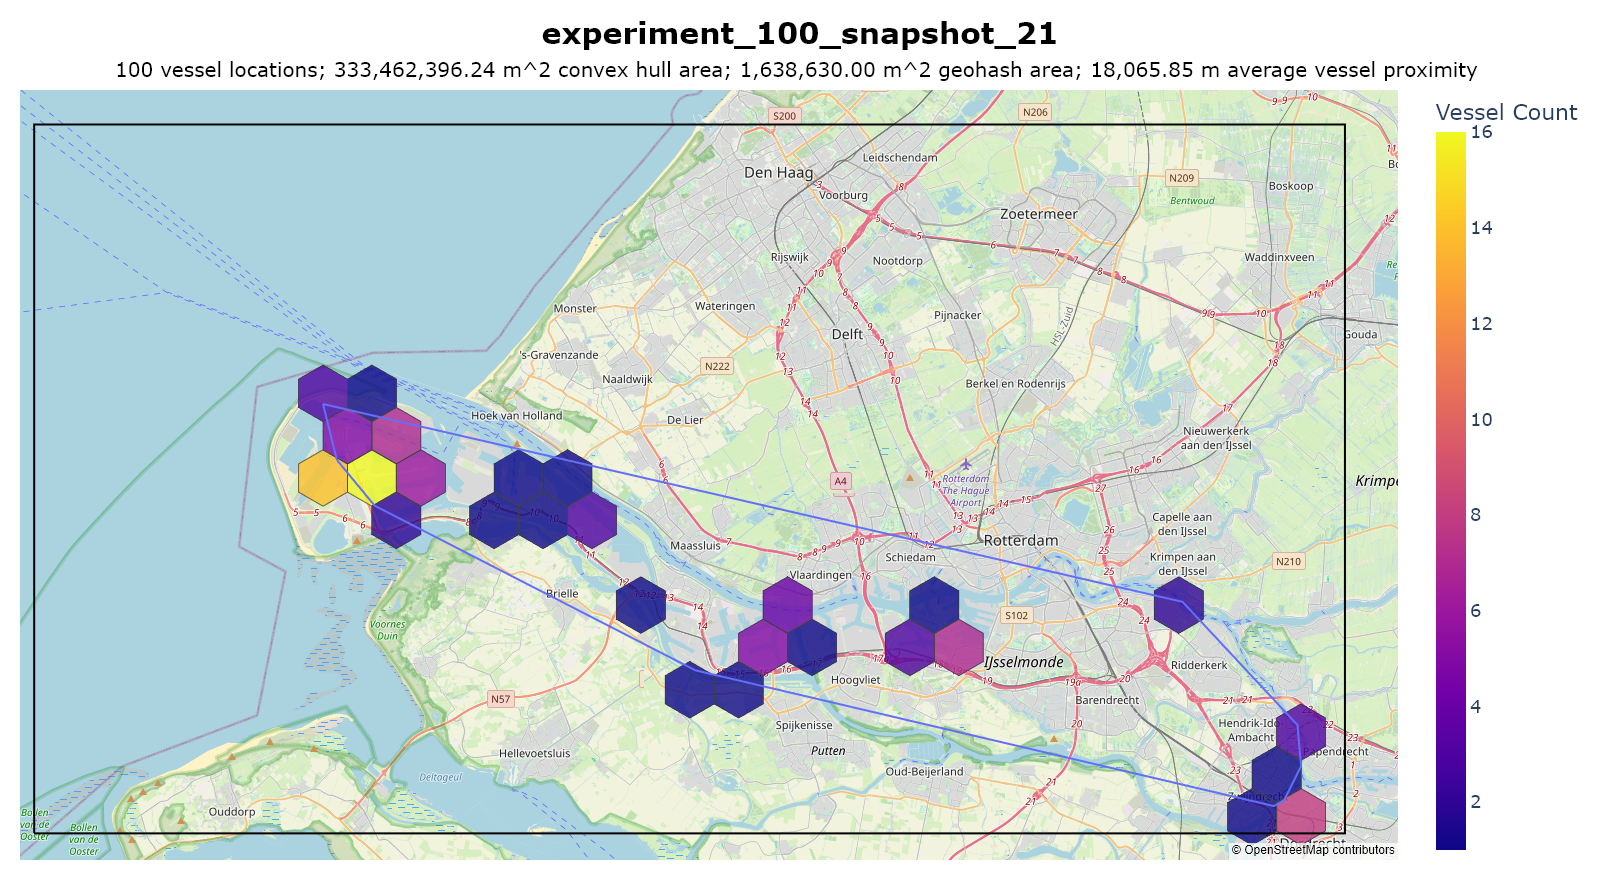 experiment_100_snapshot_21
100 vessel locations; 333,462,396.24 m^2 convex hull area; 1,638,630.00 m^2 geohash area; 18,065.85 m average vessel proximity
Vessel Count
16
14
12
10
8
6
4
2
S200
N206
Den Haag
Leidschendam
Voorburg
N209
Bentwoud
Boskoop
Zoetermeer
Rijswijk
Nootdorp
Waddinxveen
Monster
Wateringen
Pijnacker
Delft
HSL-Zuid
Gouda
's-Gravenzande
N222
Naaldwijk
Berkel en Rodenrijs
Hoek van Holland
De Lier
Nieuwerkerk
aan den IJssel
A4
Rotterdam
The Hague
Airport
Krimpe
Capelle aan
den IJssel
Maassluis
Schiedam
Rotterdam
Krimpen aan
den IJssel
N210
Vlaardingen
Brielle
Voornes
Duin
S102
IJsselmonde
Ridderkerk
Hoogvliet
N57
Barendrecht
Spijkenisse
Hendrik-Ido-
Ambacht
Papendrecht
Hellevoetsluis
Putten
Oud-Beijerland
Deltageul
Zwijndrecht
Ouddorp
Bollen
van de
Ooster
Bollen
van de
Ooster
Dordrecht
© OpenStreetMap contributors